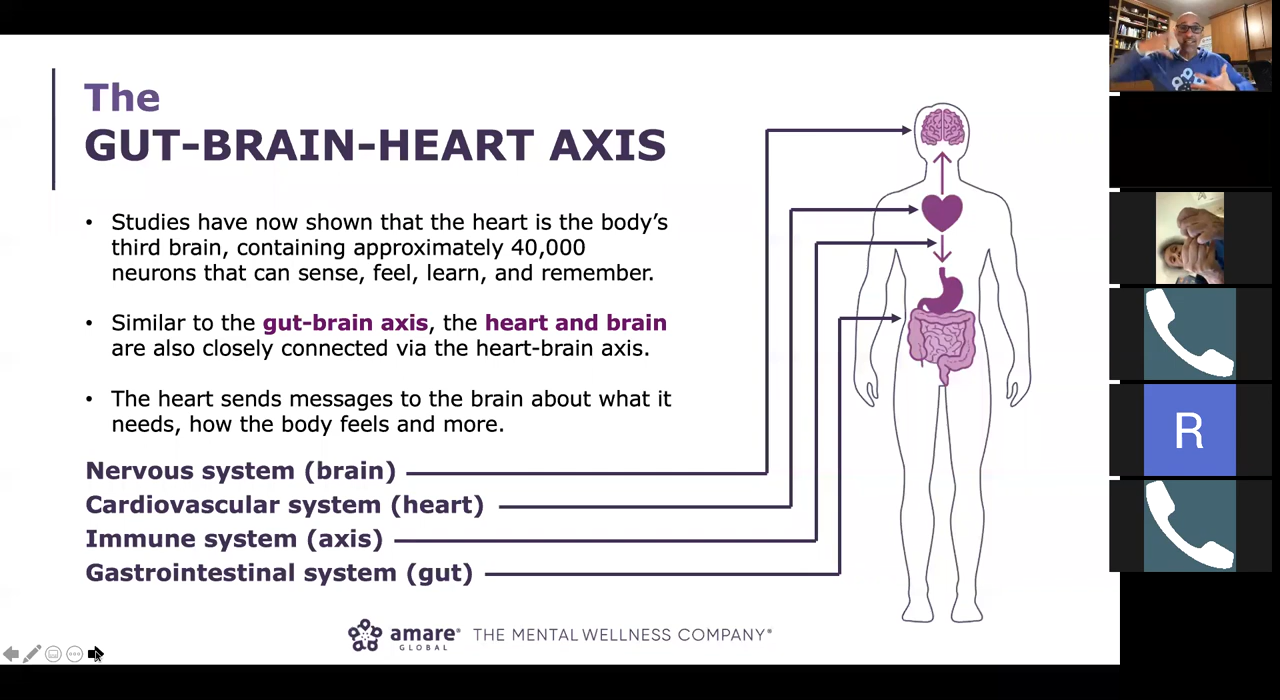 The
GUT-BRAIN-HEART AXIS
• Studies have now shown that the heart is the body’s
third brain, containing approximately 40,000
neurons that can sense, feel, learn, and remember.
• Similar to the gut-brain axis, the heart and brain
are also closely connected via the heart-brain axis.
• The heart sends messages to the brain about what it
needs, how the body feels and more.
Nervous system (brain)
Cardiovascular system (heart)
Immune system (axis)
Gastrointestinal system (gut)
amare® THE MENTAL WELLNESS COMPANY®
GLOBAL
R